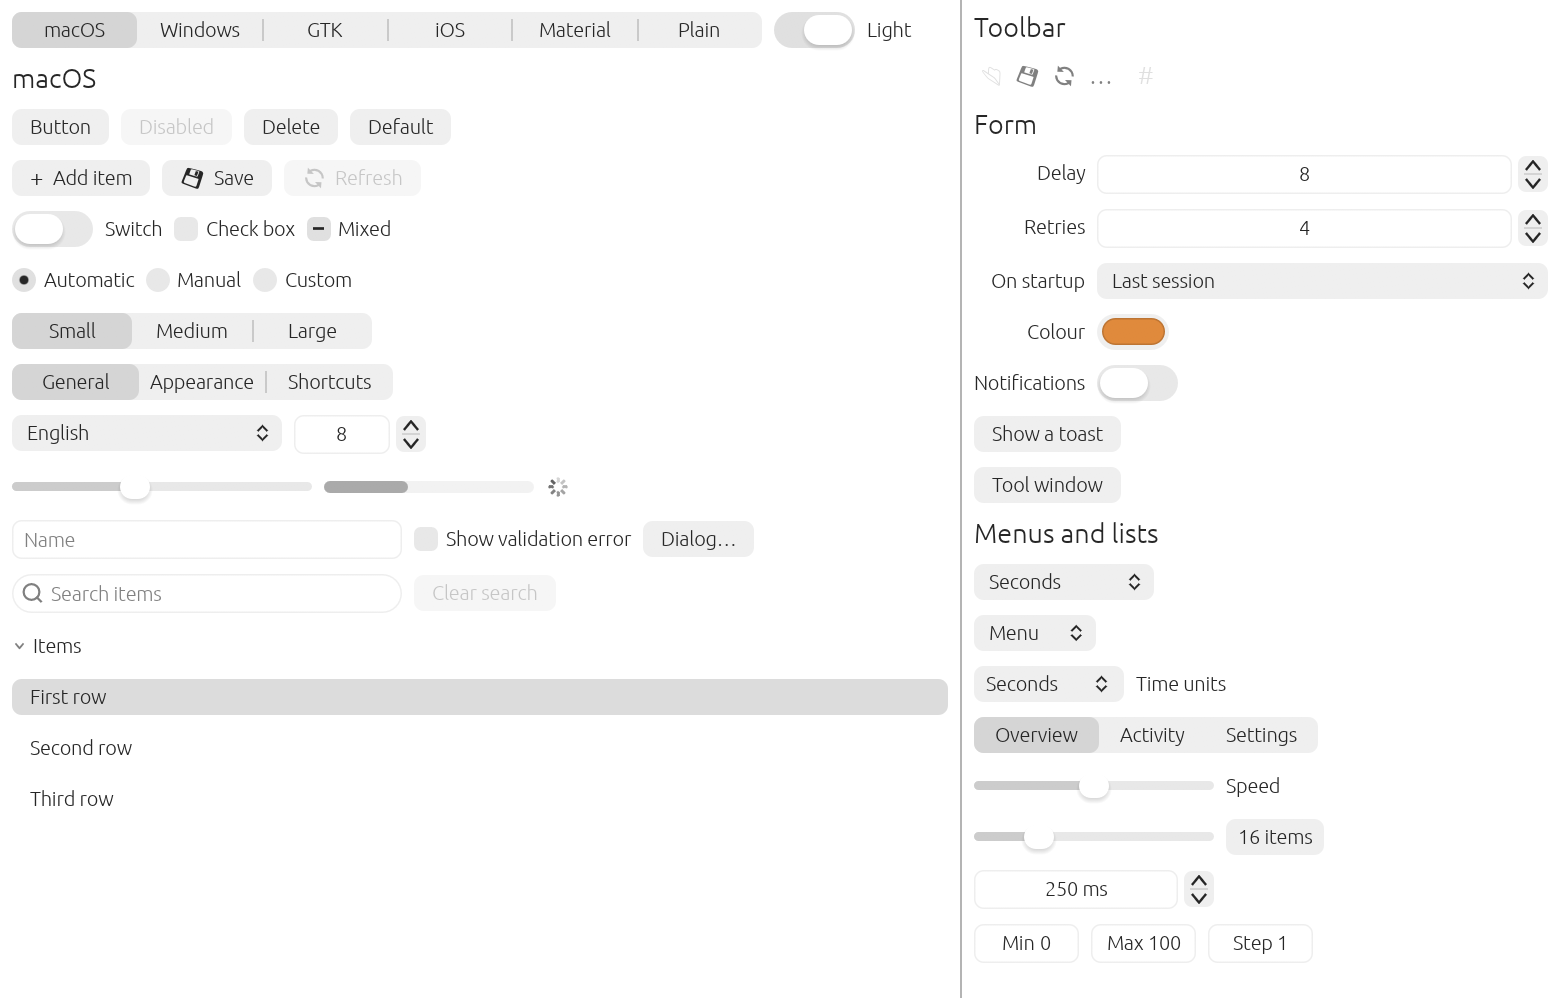 macOS Windows GTK iOS Material Plain Light
macOS
Button Disabled Delete Default
+ Add item Save Refresh
Switch Check box Mixed
Automatic Manual Custom
Small Medium Large
General Appearance Shortcuts
English 8
Name Show validation error Dialog...
Search items Clear search
Items
First row
Second row
Third row
Toolbar
... #
Form
Delay 8
Retries 4
On startup Last session
Colour
Notifications
Show a toast
Tool window
Menus and lists
Seconds
Menu
Seconds Time units
Overview Activity Settings
Speed
16 items
250 ms
Min 0 Max 100 Step 1